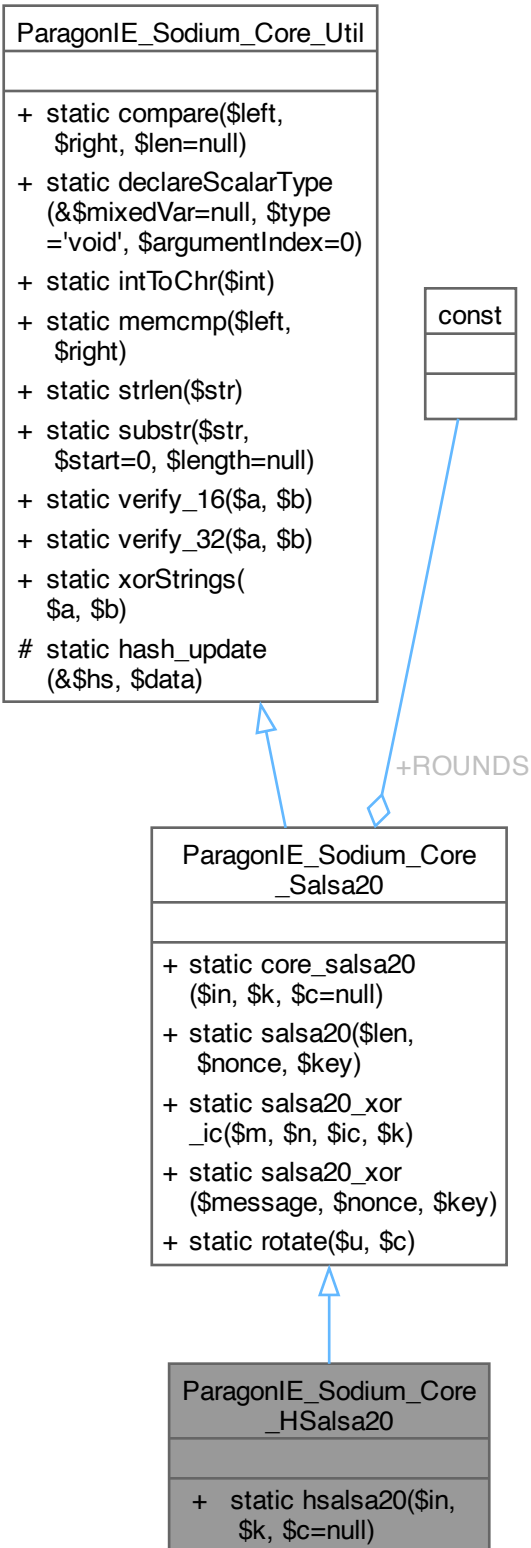 ParagonIE_Sodium_Core_Util
+ static compare($left,
$right, $len=null)
+ static declareScalarType
(&$mixedVar=null, $type
='void', $argumentIndex=0)
+ static intToChr($int)
+ static memcmp($left,
$right)
+ static strlen($str)
+ static substr($str,
$start=0, $length=null)
+ static verify_16($a, $b)
+ static verify_32($a, $b)
+ static xorStrings(
$a, $b)
# static hash_update
(&$hs, $data)
const
+ROUNDS
ParagonIE_Sodium_Core
_Salsa20
+ static core_salsa20
($in, $k, $c=null)
+ static salsa20($len,
$nonce, $key)
+ static salsa20_xor
_ic($m, $n, $ic, $k)
+ static salsa20_xor
($message, $nonce, $key)
+ static rotate($u, $c)
ParagonIE_Sodium_Core
_HSalsa20
+ static hsalsa20($in,
$k, $c=null)